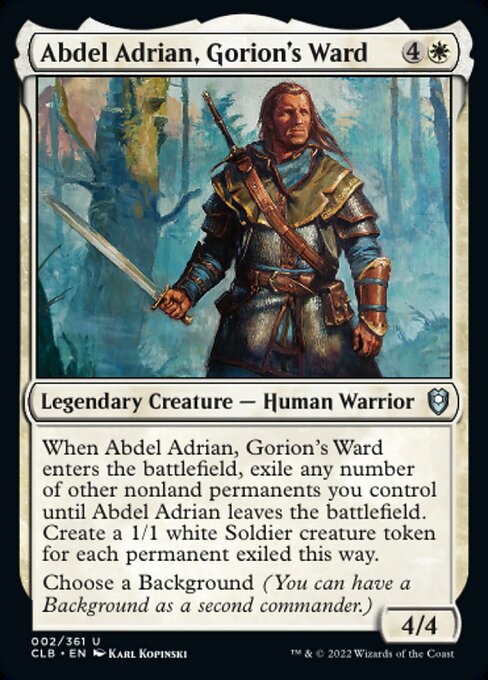 Abdel Adrian, Gorion's Ward 4
Legendary Creature — Human Warrior
When Abdel Adrian, Gorion's Ward
enters the battlefield, exile any number
of other nonland permanents you control
until Abdel Adrian leaves the battlefield.
Create a 1/1 white Soldier creature token
for each permanent exiled this way.
Choose a Background (You can have a
Background as a second commander.)
4/4
002/361 U
CLB • EN Karl Kopinski
™ & © 2022 Wizards of the Coast